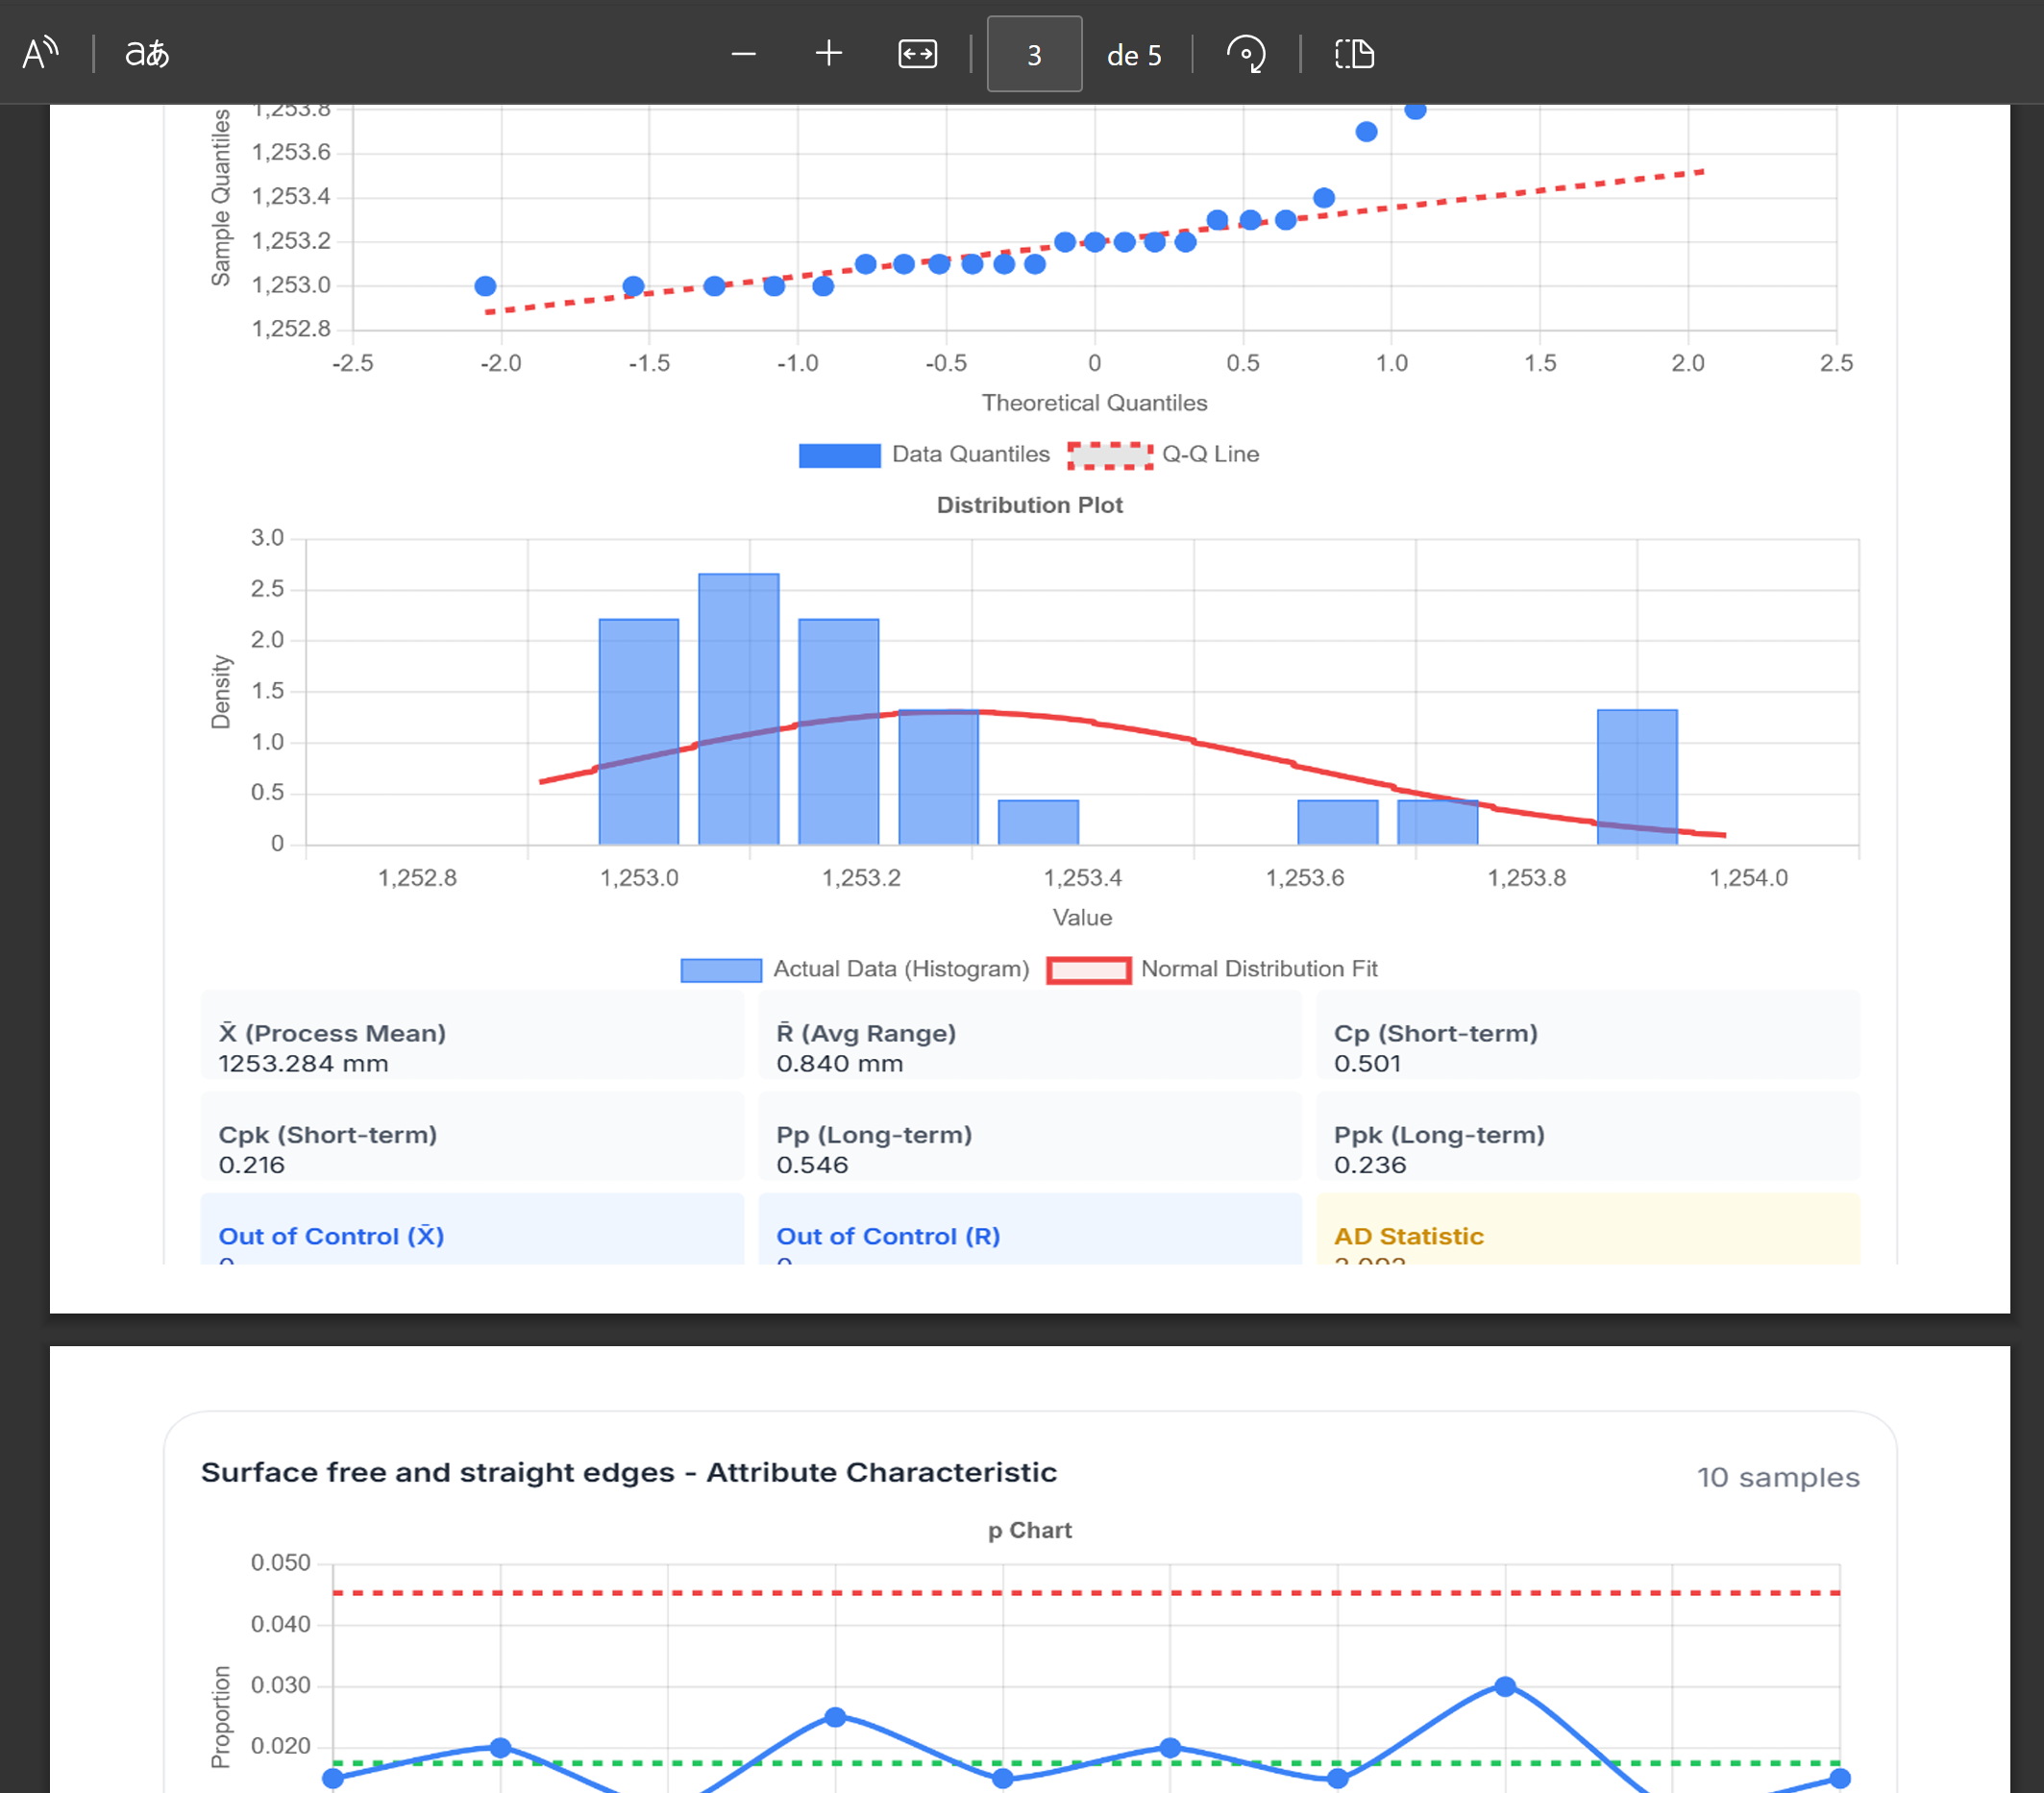 A
aあ
3 de 5
Sample Quantiles
1,253.8
1,253.6
1,253.4
1,253.2
1,253.0
1,252.8
-2.5 -2.0 -1.5 -1.0 -0.5 0 0.5 1.0 1.5 2.0 2.5
Theoretical Quantiles
Data Quantiles Q-Q Line
Distribution Plot
Density
3.0
2.5
2.0
1.5
1.0
0.5
0
1,252.8 1,253.0 1,253.2 1,253.4 1,253.6 1,253.8 1,254.0
Value
Actual Data (Histogram) Normal Distribution Fit
X̄ (Process Mean) R̄ (Avg Range) Cp (Short-term)
1253.284 mm 0.840 mm 0.501
Cpk (Short-term) Pp (Long-term) Ppk (Long-term)
0.216 0.546 0.236
Out of Control (X̄) Out of Control (R) AD Statistic
Surface free and straight edges - Attribute Characteristic 10 samples
p Chart
Proportion
0.050
0.040
0.030
0.020